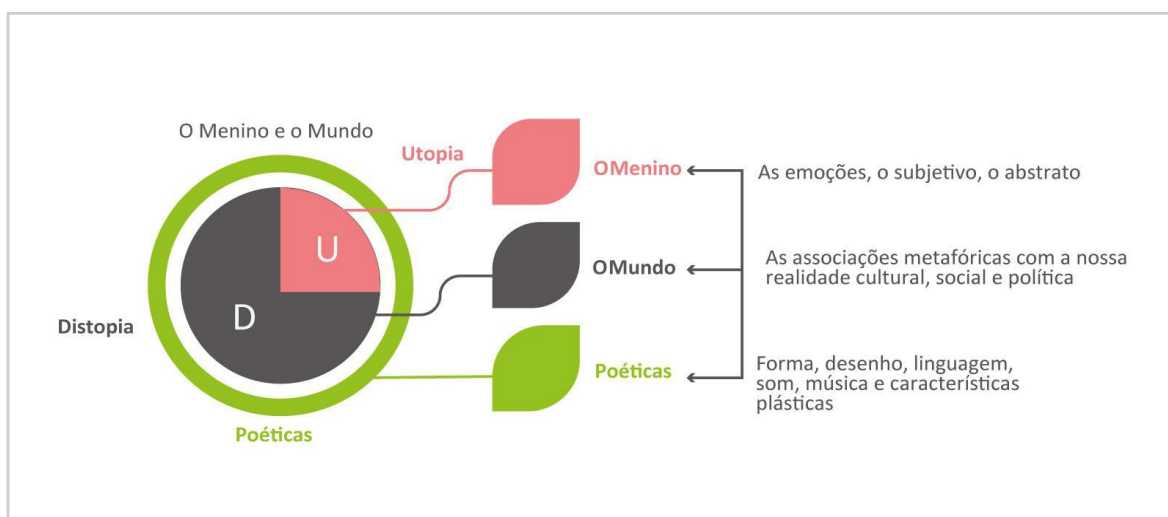 O Menino e o Mundo
Utopia
U
D
Distopia
Poéticas
OMenino
As emoções, o subjetivo, o abstrato
OMundo
As associações metafóricas com a nossa
realidade cultural, social e política
Poéticas
Forma, desenho, linguagem,
som, música e características
plásticas